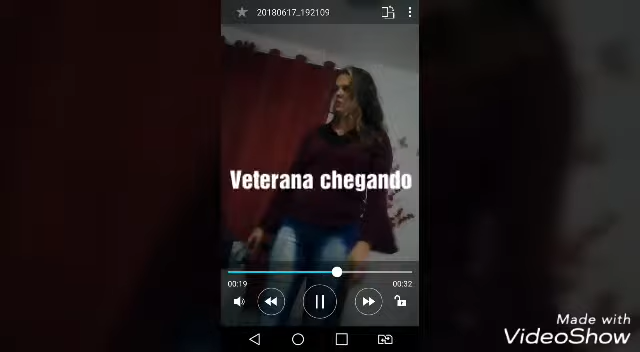 20180617_192109
Veterana chegando
00:19
00:32
Made with
VideoShow